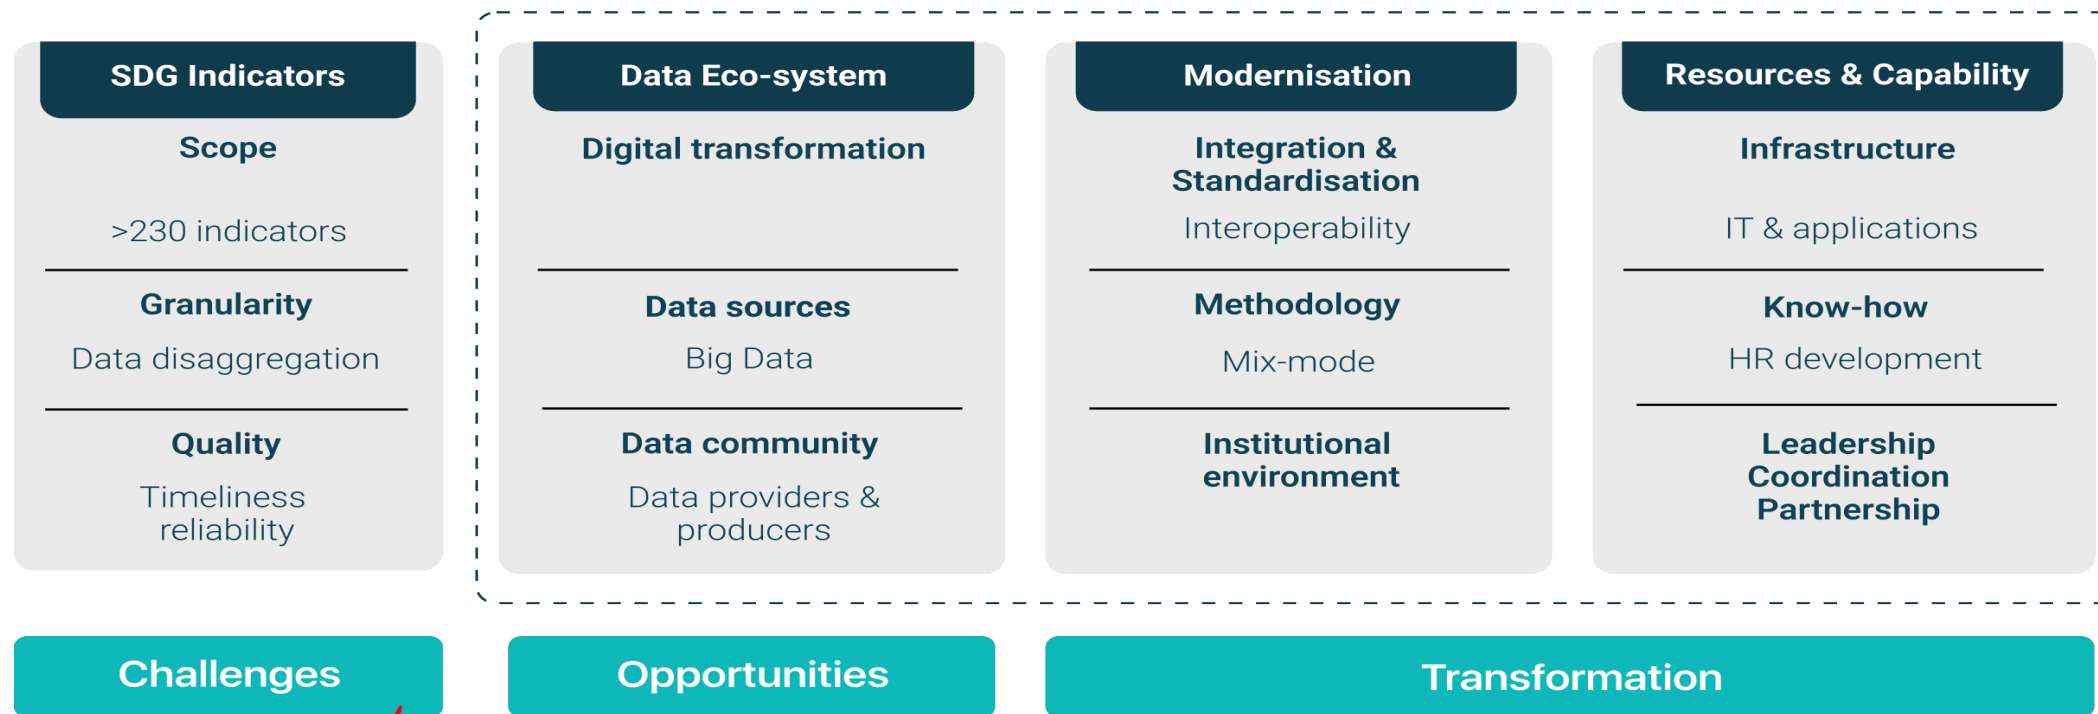 SDG Indicators
Scope
>230 indicators
Granularity
Data disaggregation
Quality
Timeliness
reliability
Data Eco-system
Digital transformation
Data sources
Big Data
Data community
Data providers &
producers
Modernisation
Integration &
Standardisation
Interoperability
Methodology
Mix-mode
Institutional
environment
Resources & Capability
Infrastructure
IT & applications
Know-how
HR development
Leadership
Coordination
Partnership
Challenges
Opportunities
Transformation